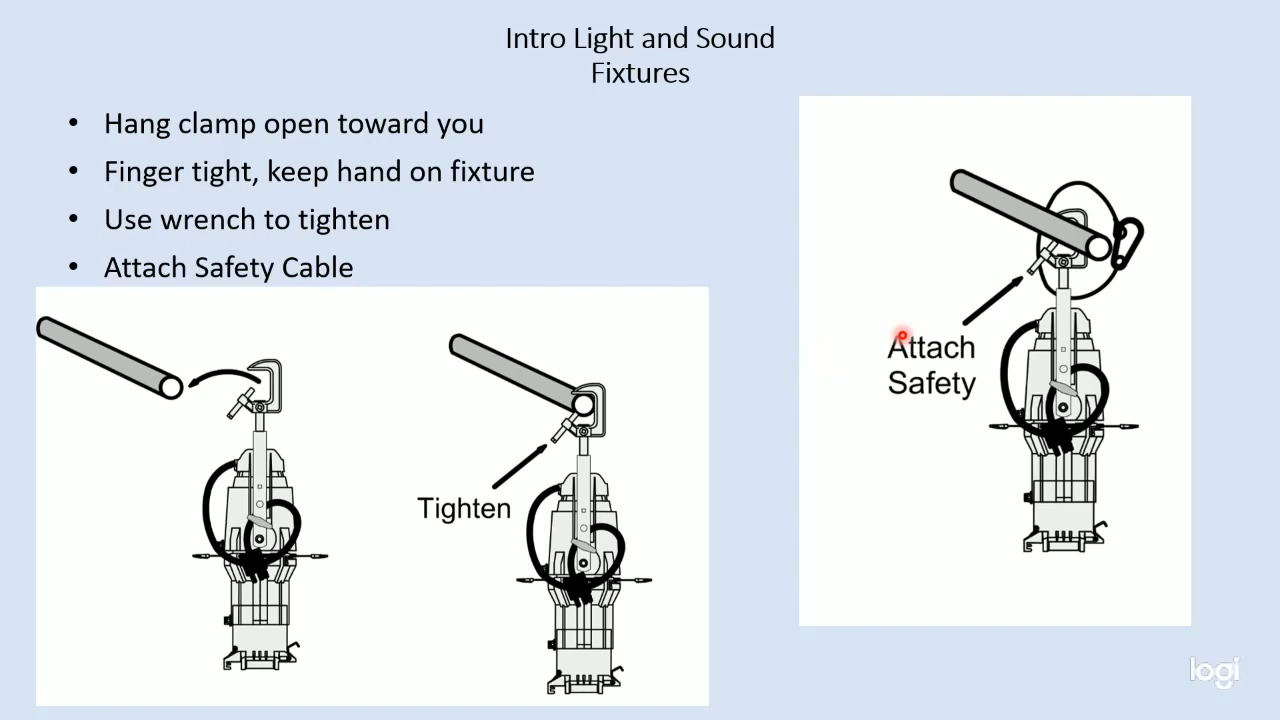 Intro Light and Sound
Fixtures
• Hang clamp open toward you
• Finger tight, keep hand on fixture
• Use wrench to tighten
• Attach Safety Cable
Tighten
Attach
Safety
logi